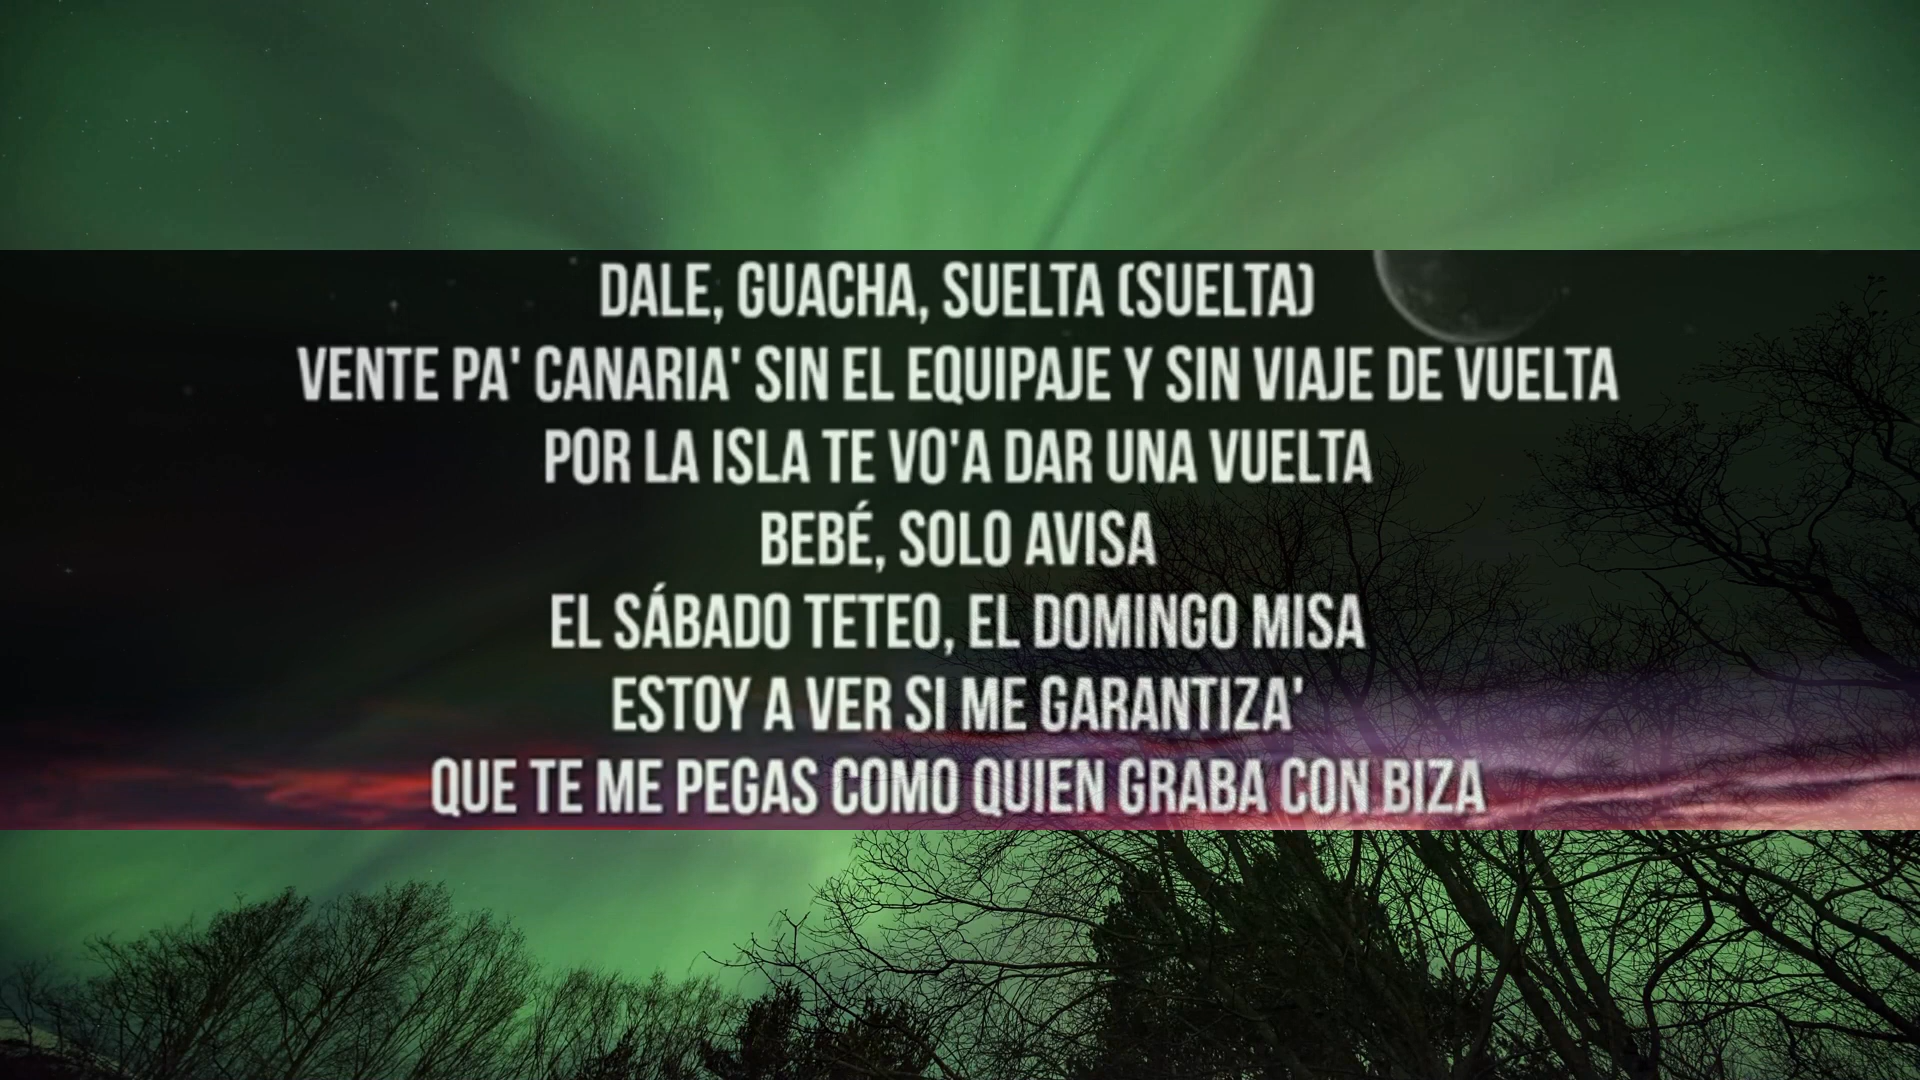 DALE, GUACHA, SUELTA (SUELTA)
VENTE PA' CANARIA' SIN EL EQUIPAJE Y SIN VIAJE DE VUELTA
POR LA ISLA TE VO'A DAR UNA VUELTA
BEBÉ, SOLO AVISA
EL SÁBADO TETEO, EL DOMINGO MISA
ESTOY A VER SI ME GARANTIZA'
QUE TE ME PEGAS COMO QUIEN GRABA CON BIZA